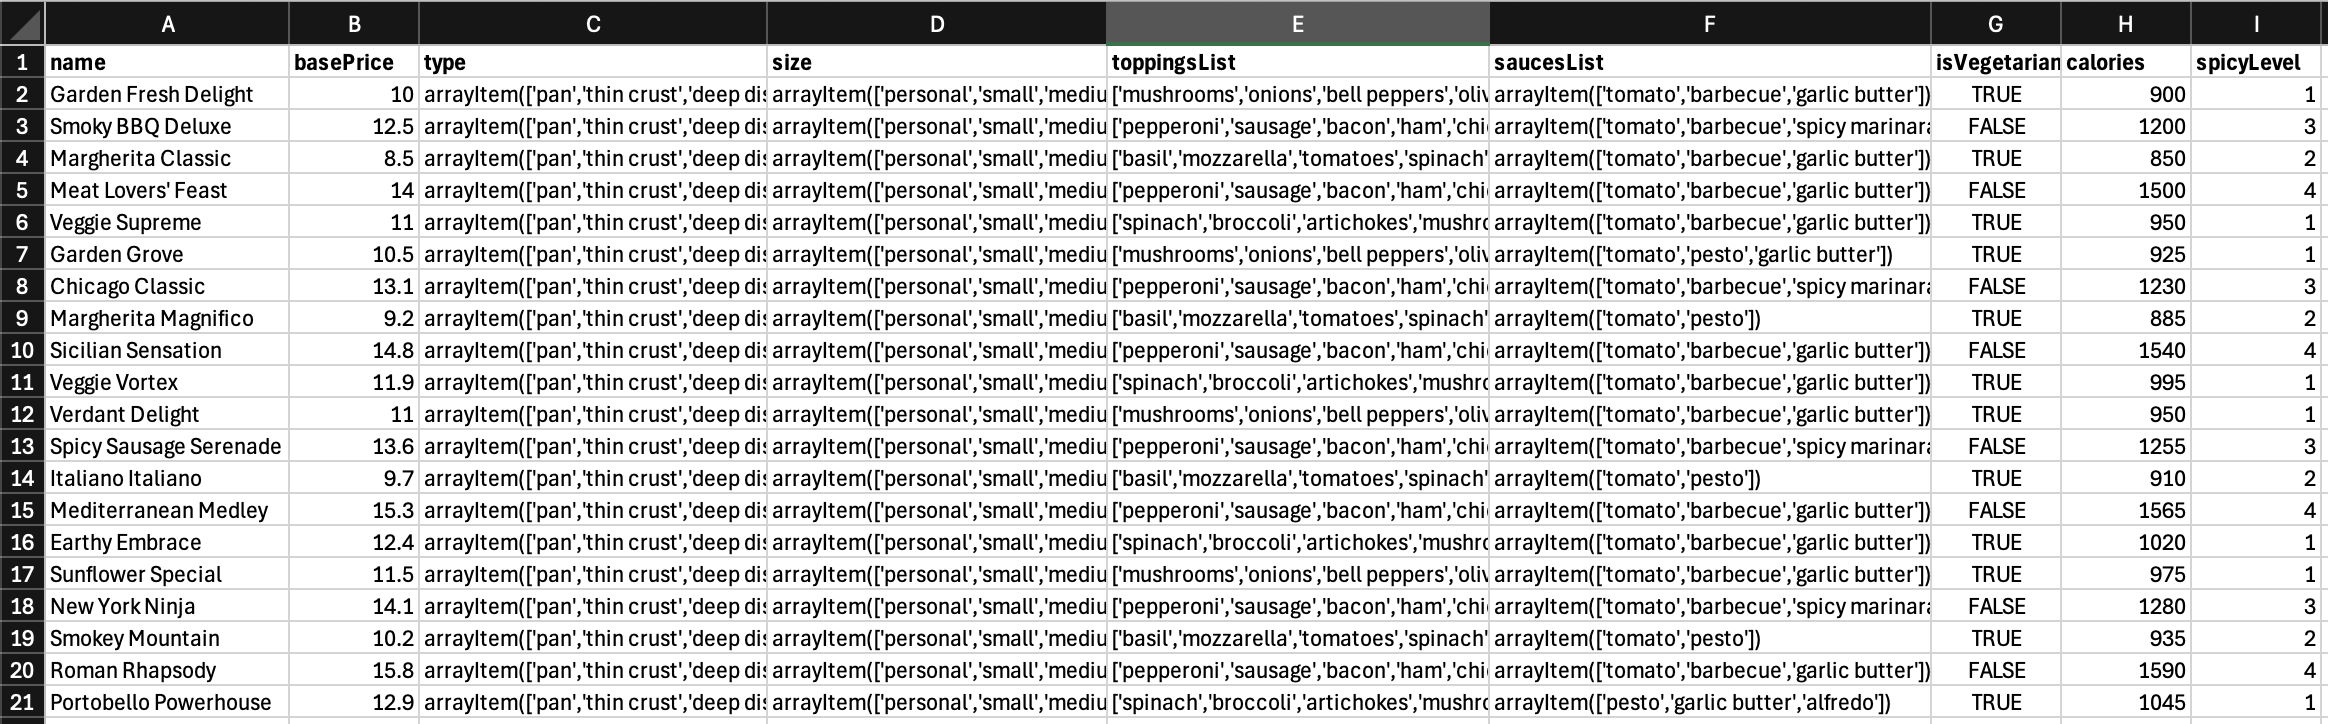 A B C D E F G H I
1 name basePrice type size toppingsList saucesList isVegetarian calories spicyLevel
2 Garden Fresh Delight 10 arrayItem(['pan','thin crust','deep dis arrayItem(['personal','small','mediu ['mushrooms','onions','bell peppers','oliv arrayItem(['tomato','barbecue','garlic butter']) TRUE 900 1
3 Smoky BBQ Deluxe 12.5 arrayItem(['pan','thin crust','deep dis arrayItem(['personal','small','mediu ['pepperoni','sausage','bacon','ham','chi arrayItem(['tomato','barbecue','spicy marinara FALSE 1200 3
4 Margherita Classic 8.5 arrayItem(['pan','thin crust','deep dis arrayItem(['personal','small','mediu ['basil','mozzarella','tomatoes','spinach' arrayItem(['tomato','barbecue','garlic butter']) TRUE 850 2
5 Meat Lovers' Feast 14 arrayItem(['pan','thin crust','deep dis arrayItem(['personal','small','mediu ['pepperoni','sausage','bacon','ham','chi arrayItem(['tomato','barbecue','garlic butter']) FALSE 1500 4
6 Veggie Supreme 11 arrayItem(['pan','thin crust','deep dis arrayItem(['personal','small','mediu ['spinach','broccoli','artichokes','mushro arrayItem(['tomato','barbecue','garlic butter']) TRUE 950 1
7 Garden Grove 10.5 arrayItem(['pan','thin crust','deep dis arrayItem(['personal','small','mediu ['mushrooms','onions','bell peppers','oliv arrayItem(['tomato','pesto','garlic butter']) TRUE 925 1
8 Chicago Classic 13.1 arrayItem(['pan','thin crust','deep dis arrayItem(['personal','small','mediu ['pepperoni','sausage','bacon','ham','chi arrayItem(['tomato','barbecue','spicy marinara FALSE 1230 3
9 Margherita Magnifico 9.2 arrayItem(['pan','thin crust','deep dis arrayItem(['personal','small','mediu ['basil','mozzarella','tomatoes','spinach' arrayItem(['tomato','pesto']) TRUE 885 2
10 Sicilian Sensation 14.8 arrayItem(['pan','thin crust','deep dis arrayItem(['personal','small','mediu ['pepperoni','sausage','bacon','ham','chi arrayItem(['tomato','barbecue','garlic butter']) FALSE 1540 4
11 Veggie Vortex 11.9 arrayItem(['pan','thin crust','deep dis arrayItem(['personal','small','mediu ['spinach','broccoli','artichokes','mushro arrayItem(['tomato','barbecue','garlic butter']) TRUE 995 1
12 Verdant Delight 11 arrayItem(['pan','thin crust','deep dis arrayItem(['personal','small','mediu ['mushrooms','onions','bell peppers','oliv arrayItem(['tomato','barbecue','garlic butter']) TRUE 950 1
13 Spicy Sausage Serenade 13.6 arrayItem(['pan','thin crust','deep dis arrayItem(['personal','small','mediu ['pepperoni','sausage','bacon','ham','chi arrayItem(['tomato','barbecue','spicy marinara FALSE 1255 3
14 Italiano Italiano 9.7 arrayItem(['pan','thin crust','deep dis arrayItem(['personal','small','mediu ['basil','mozzarella','tomatoes','spinach' arrayItem(['tomato','pesto']) TRUE 910 2
15 Mediterranean Medley 15.3 arrayItem(['pan','thin crust','deep dis arrayItem(['personal','small','mediu ['pepperoni','sausage','bacon','ham','chi arrayItem(['tomato','barbecue','garlic butter']) FALSE 1565 4
16 Earthy Embrace 12.4 arrayItem(['pan','thin crust','deep dis arrayItem(['personal','small','mediu ['spinach','broccoli','artichokes','mushro arrayItem(['tomato','barbecue','garlic butter']) TRUE 1020 1
17 Sunflower Special 11.5 arrayItem(['pan','thin crust','deep dis arrayItem(['personal','small','mediu ['mushrooms','onions','bell peppers','oliv arrayItem(['tomato','barbecue','garlic butter']) TRUE 975 1
18 New York Ninja 14.1 arrayItem(['pan','thin crust','deep dis arrayItem(['personal','small','mediu ['pepperoni','sausage','bacon','ham','chi arrayItem(['tomato','barbecue','spicy marinara FALSE 1280 3
19 Smokey Mountain 10.2 arrayItem(['pan','thin crust','deep dis arrayItem(['personal','small','mediu ['basil','mozzarella','tomatoes','spinach' arrayItem(['tomato','pesto']) TRUE 935 2
20 Roman Rhapsody 15.8 arrayItem(['pan','thin crust','deep dis arrayItem(['personal','small','mediu ['pepperoni','sausage','bacon','ham','chi arrayItem(['tomato','barbecue','garlic butter']) FALSE 1590 4
21 Portobello Powerhouse 12.9 arrayItem(['pan','thin crust','deep dis arrayItem(['personal','small','mediu ['spinach','broccoli','artichokes','mushro arrayItem(['pesto','garlic butter','alfredo']) TRUE 1045 1